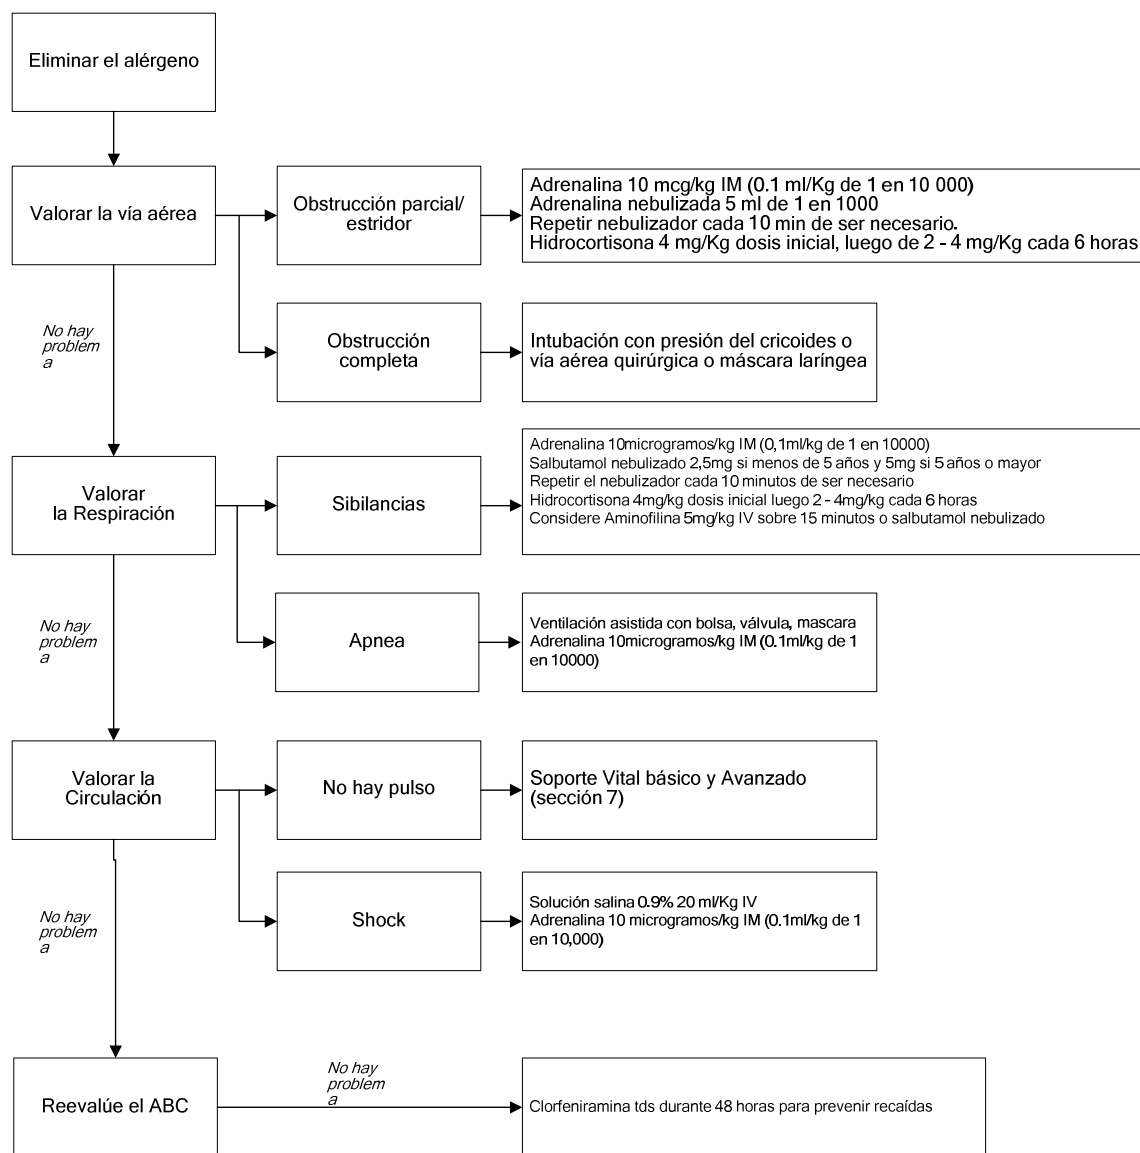 Eliminar el alérgeno
Valorar la vía aérea
Obstrucción parcial/
estridor
Adrenalina 10 mcg/kg IM (0.1 ml/Kg de 1 en 10 000)
Adrenalina nebulizada 5 ml de 1 en 1000
Repetir nebulizador cada 10 min de ser necesario.
Hidrocortisona 4 mg/Kg dosis inicial, luego de 2 - 4 mg/Kg cada 6 horas
No hay
problem
a
Obstrucción
completa
Intubación con presión del cricoides o
vía aérea quirúrgica o máscara laríngea
Valorar
la Respiración
Sibilancias
Adrenalina 10microgramos/kg IM (0,1ml/kg de 1 en 10000)
Salbutamol nebulizado 2,5mg si menos de 5 años y 5mg si 5 años o mayor
Repetir el nebulizador cada 10 minutos de ser necesario
Hidrocortisona 4mg/kg dosis inicial luego 2 - 4mg/kg cada 6 horas
Considere Aminofilina 5mg/kg IV sobre 15 minutos o salbutamol nebulizado
No hay
problem
a
Apnea
Ventilación asistida con bolsa, válvula, mascara
Adrenalina 10microgramos/kg IM (0.1ml/kg de 1
en 10000)
Valorar la
Circulación
No hay pulso
Soporte Vital básico y Avanzado
(sección 7)
No hay
problem
a
Shock
Solución salina 0.9% 20 ml/Kg IV
Adrenalina 10 microgramos/kg IM (0.1ml/kg de 1
en 10,000)
Reevalúe el ABC
No hay
problem
a
Clorfeniramina tds durante 48 horas para prevenir recaídas